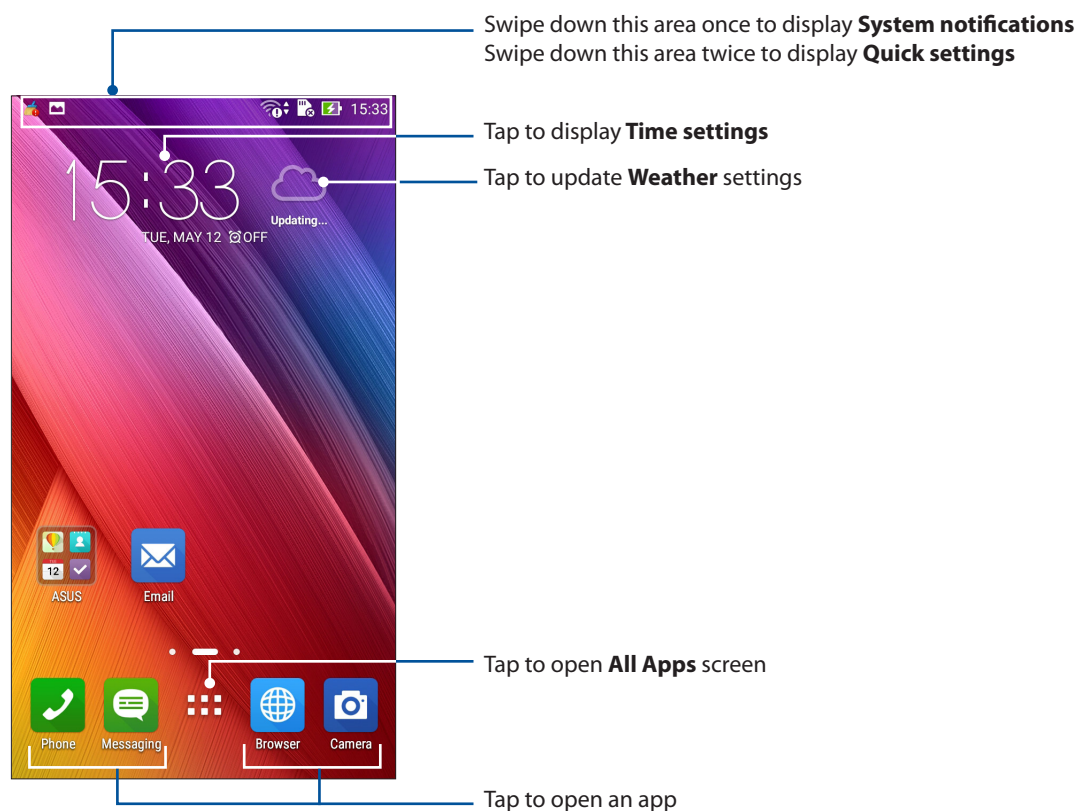 Swipe down this area once to display System notifications
Swipe down this area twice to display Quick settings
15:33
Tap to display Time settings
15:33
Tap to update Weather settings
Updating...
TUE, MAY 12 OFF
12
ASUS
Email
Tap to open All Apps screen
Phone
Messaging
Browser
Camera
Tap to open an app